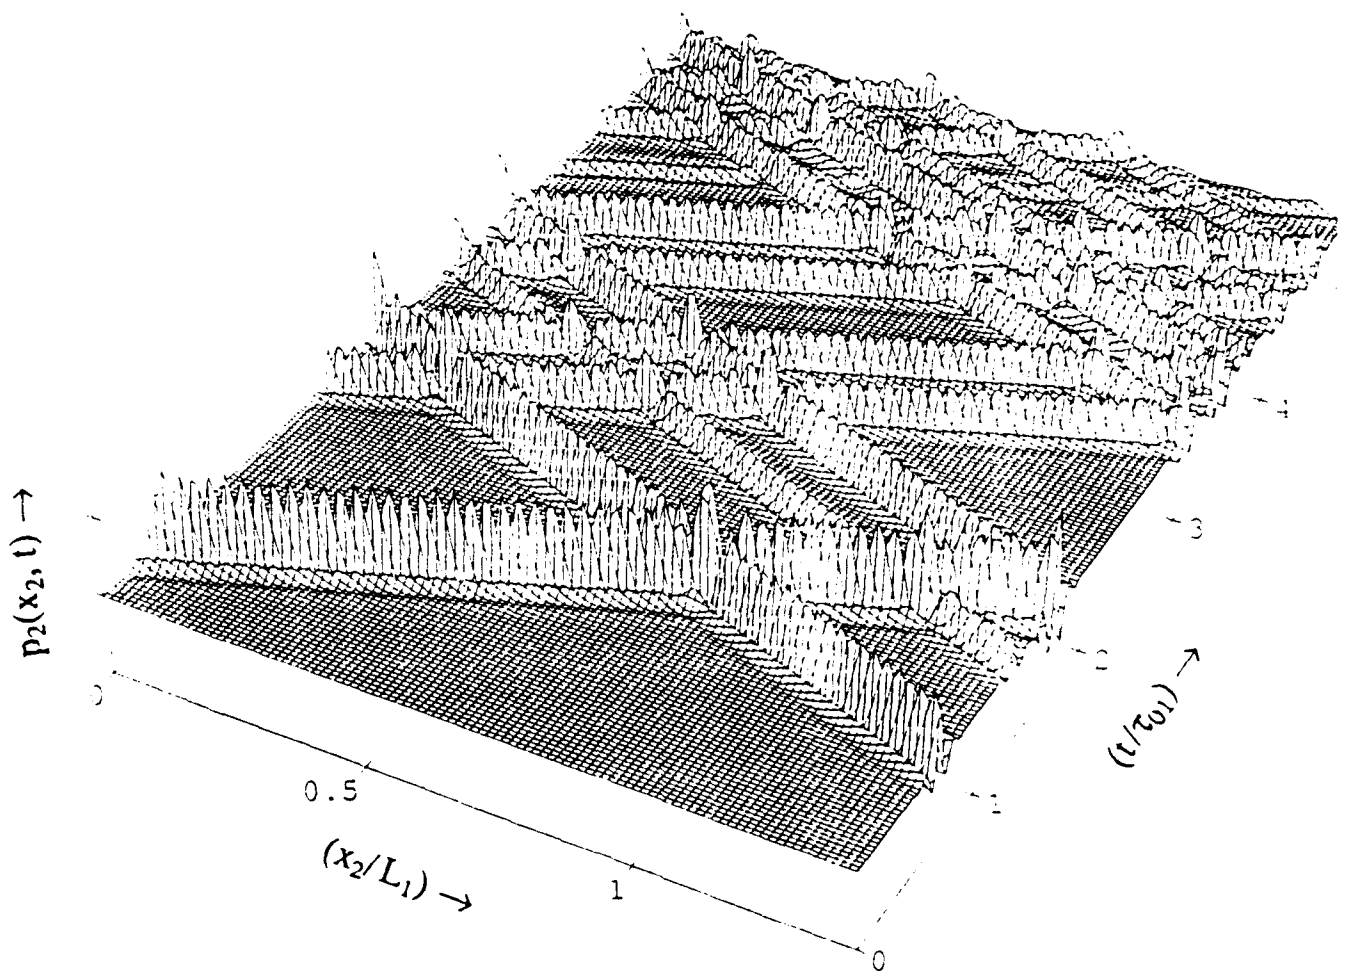 p₂(x₂, t) →
0
0.5
1
(x₂/L₁) →
0
1
2
3
4
(t/τ₀₁) →